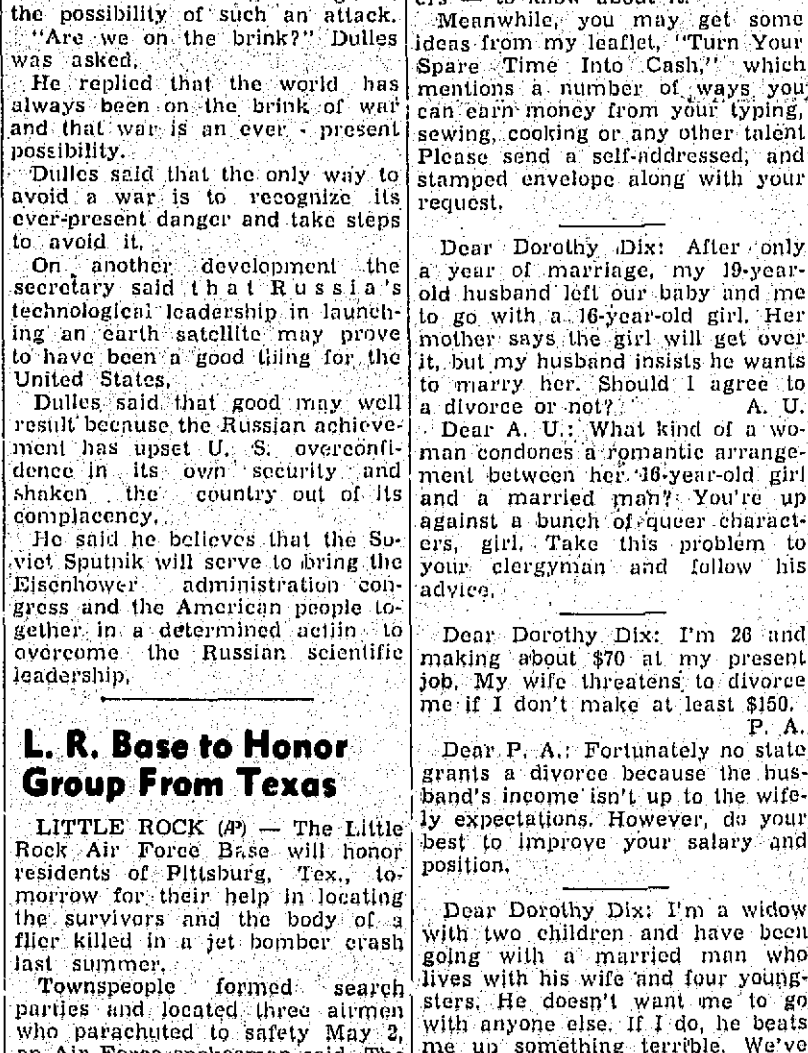 the possibility of such an attack.
"Are we on the brink?" Dulles
was asked.
He replied that the world has
always been on the brink of war
and that war is an ever - present
possibility.
Dulles said that the only way to
avoid a war is to recognize its
ever-present danger and take steps
to avoid it.
On another development the
secretary said that Russia's
technological leadership in launch-
ing an earth satellite may prove
to have been a good thing for the
United States.
Dulles said that good may well
result because the Russian achieve-
ment has upset U. S. overconfi-
dence in its own security and
shaken the country out of its
complacency.
He said he believes that the So-
viet Sputnik will serve to bring the
Eisenhower administration con-
gress and the American people to-
gether in a determined actiin to
overcome the Russian scientific
leadership.
L. R. Base to Honor
Group From Texas
LITTLE ROCK (AP) — The Little
Rock Air Force Base will honor
residents of Pittsburg, Tex., to-
morrow for their help in locating
the survivors and the body of a
flier killed in a jet bomber crash
last summer.
Townspeople formed search
parties and located three airmen
who parachuted to safety May 2,
an Air Force spokesman said. The
ers — to know about it.
Meanwhile, you may get some
ideas from my leaflet, "Turn Your
Spare Time Into Cash," which
mentions a number of ways you
can earn money from your typing,
sewing, cooking or any other talent
Please send a self-addressed, and
stamped envelope along with your
request.
Dear Dorothy Dix: After only
a year of marriage, my 19-year-
old husband left our baby and me
to go with a 16-year-old girl. Her
mother says the girl will get over
it, but my husband insists he wants
to marry her. Should I agree to
a divorce or not? A. U.
Dear A. U.: What kind of a wo-
man condones a romantic arrange-
ment between her 16-year-old girl
and a married man? You're up
against a bunch of queer charact-
ers, girl. Take this problem to
your clergyman and follow his
advice.
Dear Dorothy Dix: I'm 26 and
making about $70 at my present
job. My wife threatens to divorce
me if I don't make at least $150.
P. A.
Dear P. A.: Fortunately no state
grants a divorce because the hus-
band's income isn't up to the wife-
ly expectations. However, do your
best to improve your salary and
position.
Dear Dorothy Dix: I'm a widow
with two children and have been
going with a married man who
lives with his wife and four young-
sters. He doesn't want me to go
with anyone else. If I do, he beats
me up something terrible. We've